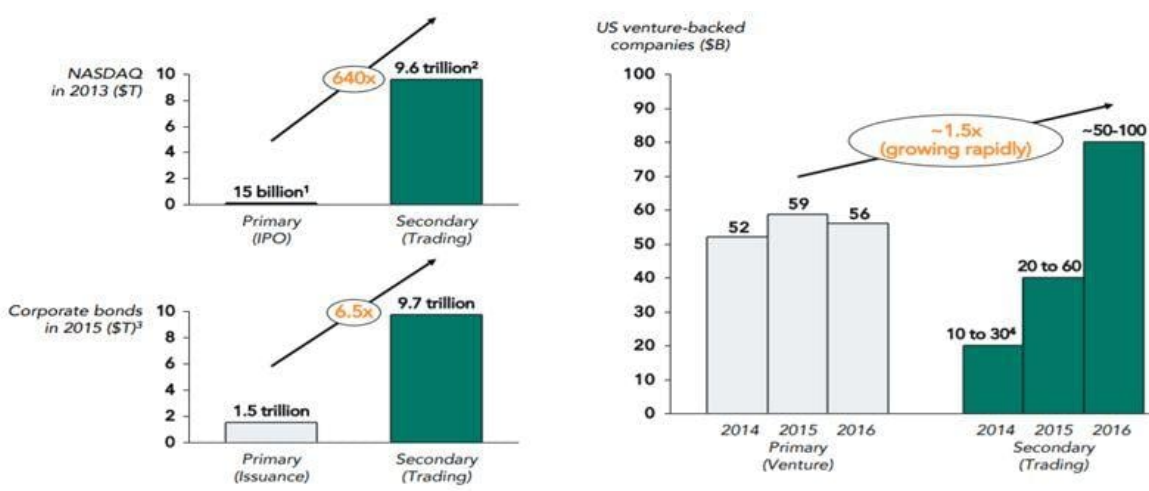 NASDAQ
in 2013 ($T)
10
8
6
4
2
0
15 billion¹
640x
9.6 trillion²
Primary
(IPO)
Secondary
(Trading)
Corporate bonds
in 2015 ($T)³
10
8
6
4
2
0
1.5 trillion
6.5x
9.7 trillion
Primary
(Issuance)
Secondary
(Trading)
US venture-backed
companies ($B)
100
90
80
70
60
50
40
30
20
10
0
~1.5x
(growing rapidly)
52
59
56
10 to 30⁴
20 to 60
~50-100
2014 2015 2016
Primary
(Venture)
2014 2015 2016
Secondary
(Trading)